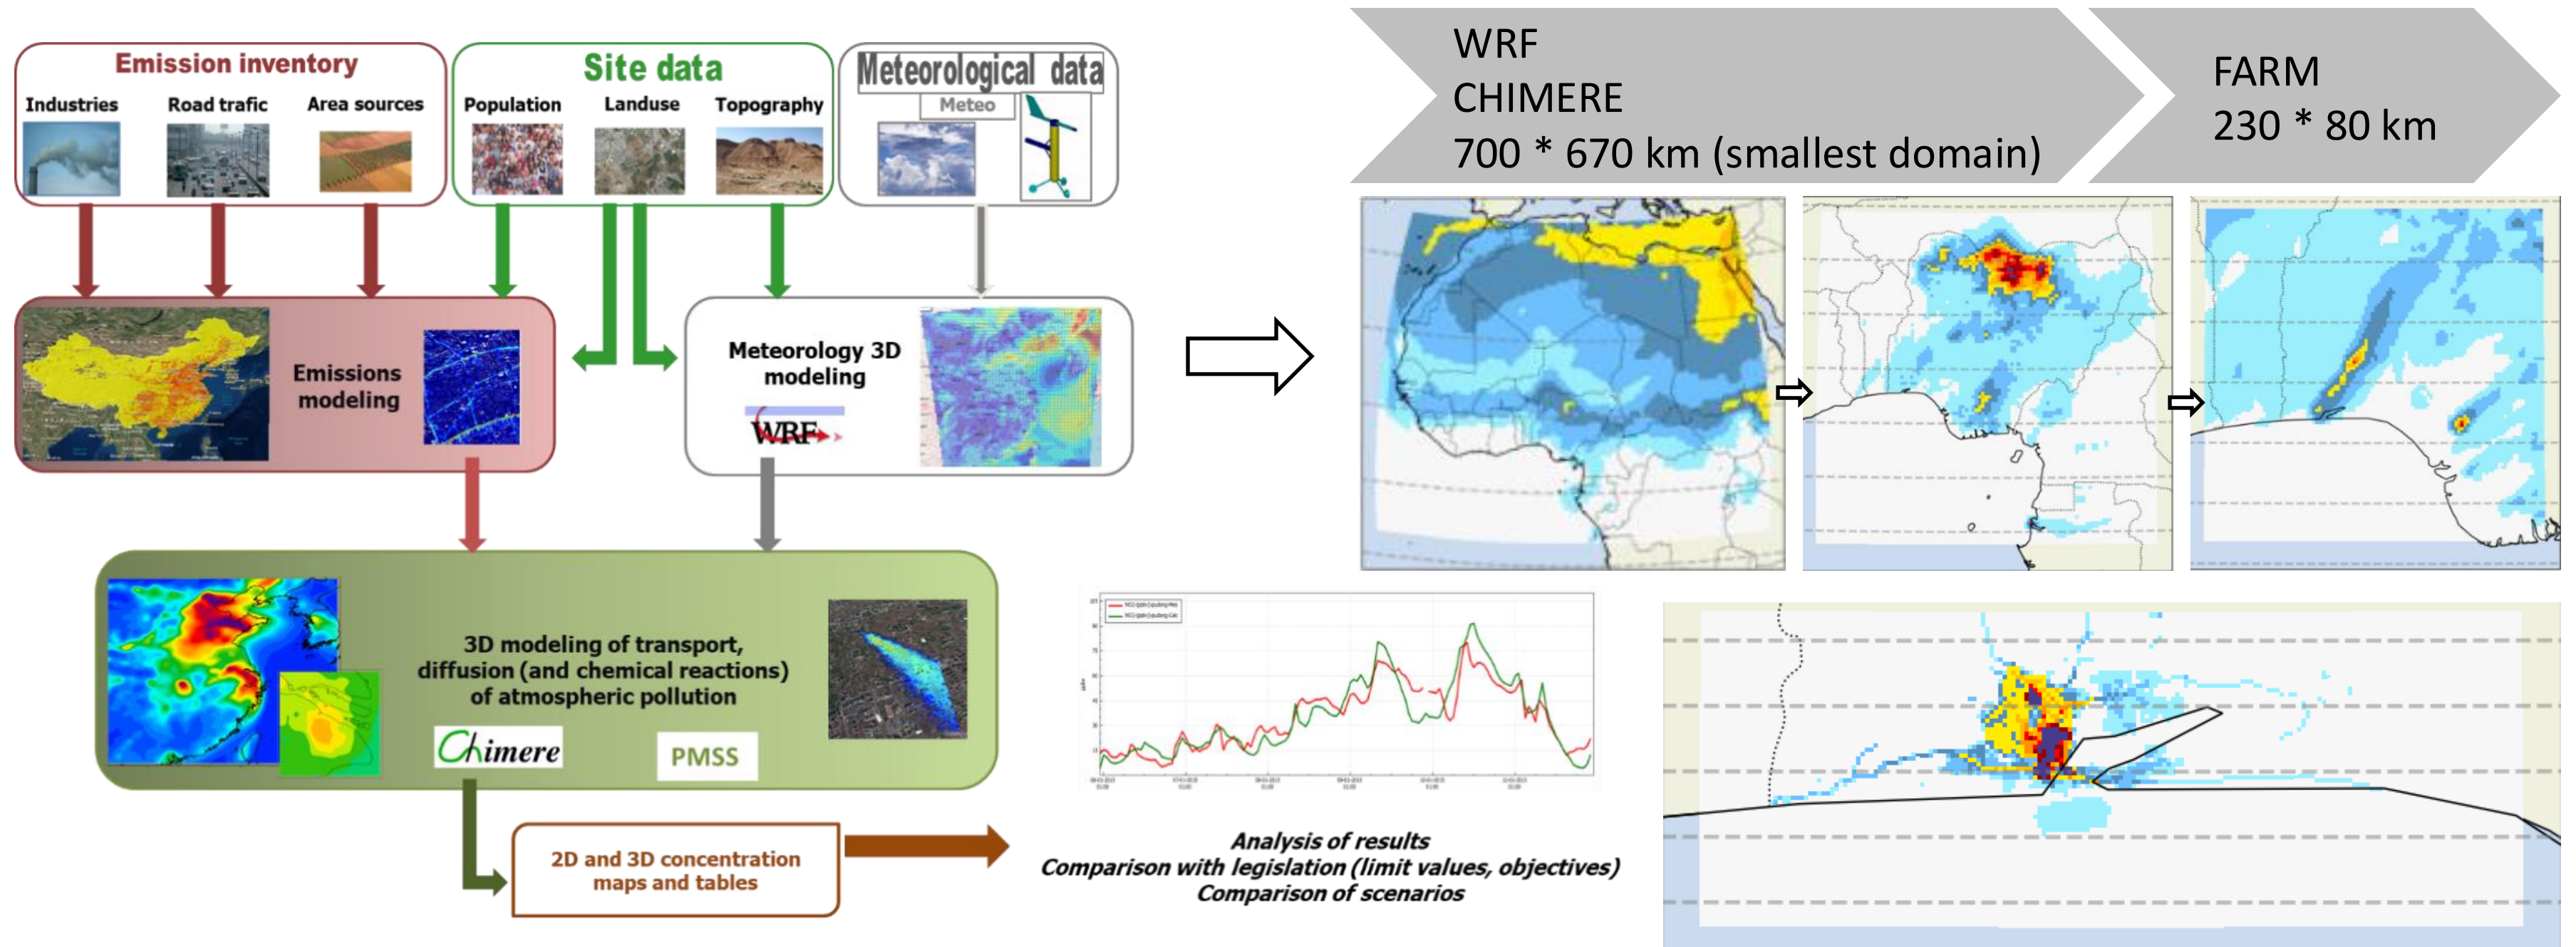 Emission inventory
Industries
Road trafic
Area sources
Site data
Population
Landuse
Topography
Meteorological data
Meteo
Emissions
modeling
Meteorology 3D
modeling
WRF
3D modeling of transport,
diffusion (and chemical reactions)
of atmospheric pollution
Chimere
PMSS
2D and 3D concentration
maps and tables
Analysis of results
Comparison with legislation (limit values, objectives)
Comparison of scenarios
WRF
CHIMERE
700 * 670 km (smallest domain)
FARM
230 * 80 km